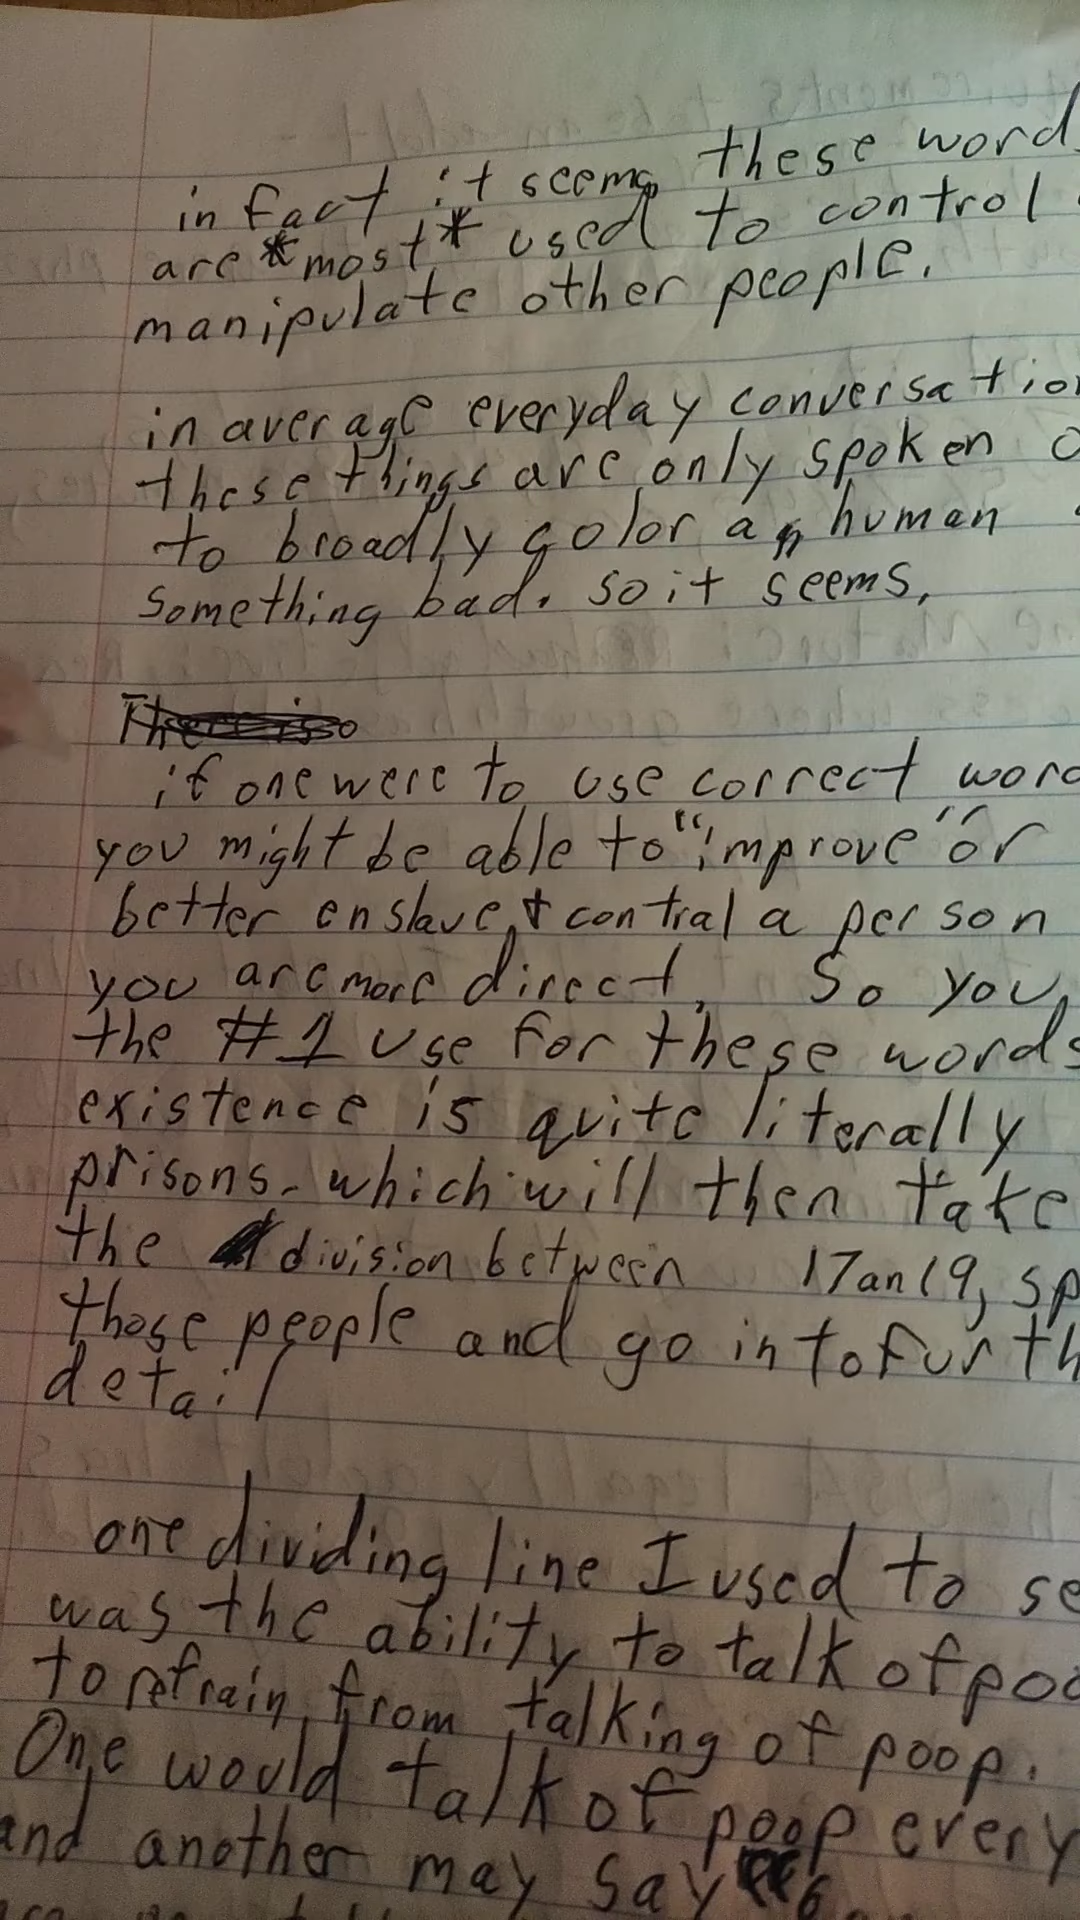 in fact it seems these word
are *most* used to control
manipulate other people.
in average everyday conversatio
these things are only spoken
to broadly color a human
something bad. so it seems,
if one were to use correct word
you might be able to "improve" or
better enslave & control a person
you are more direct. So you,
the #1 use for these words
existence is quite literally
prisons. which will then take
the division between 17an19, sp
those people and go into furth
detail
one dividing line I used to se
was the ability to talk of poo
to refrain from talking of poop.
One would talk of poop every
and another may say